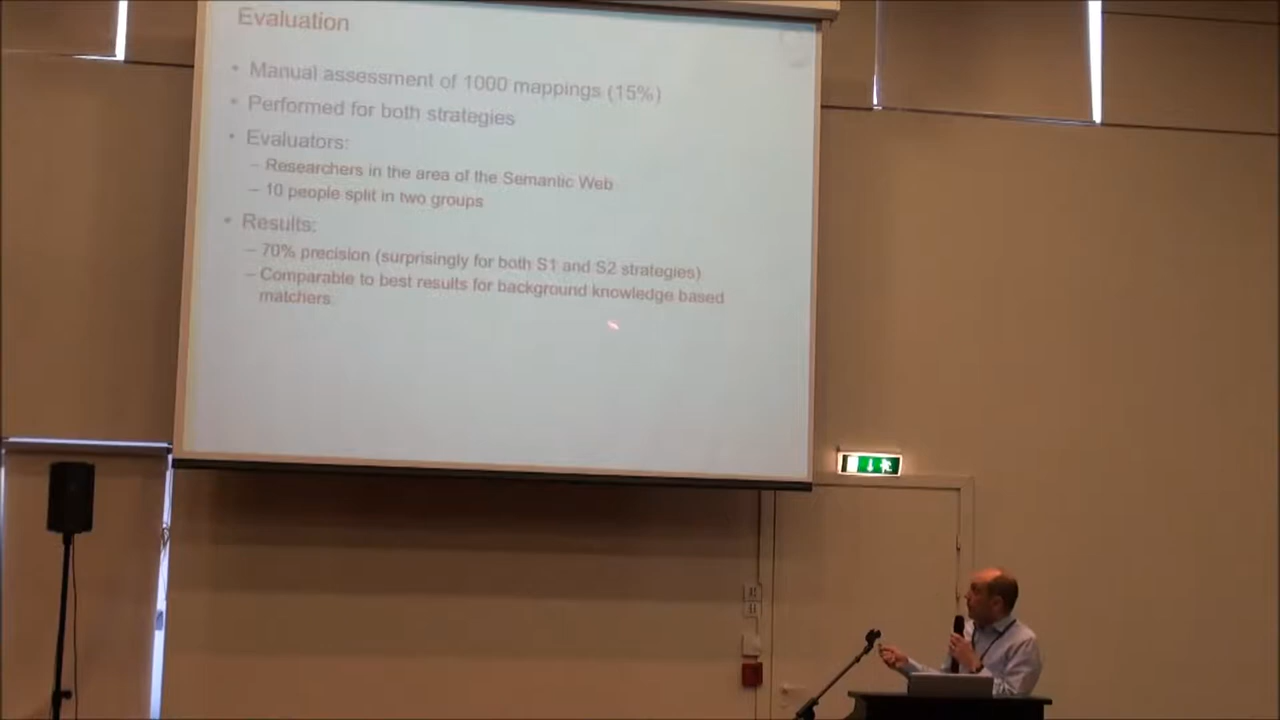 Evaluation
• Manual assessment of 1000 mappings (15%)
• Performed for both strategies
• Evaluators:
– Researchers in the area of the Semantic Web
– 10 people split in two groups
• Results:
– 70% precision (surprisingly for both S1 and S2 strategies)
– Comparable to best results for background knowledge based
matchers